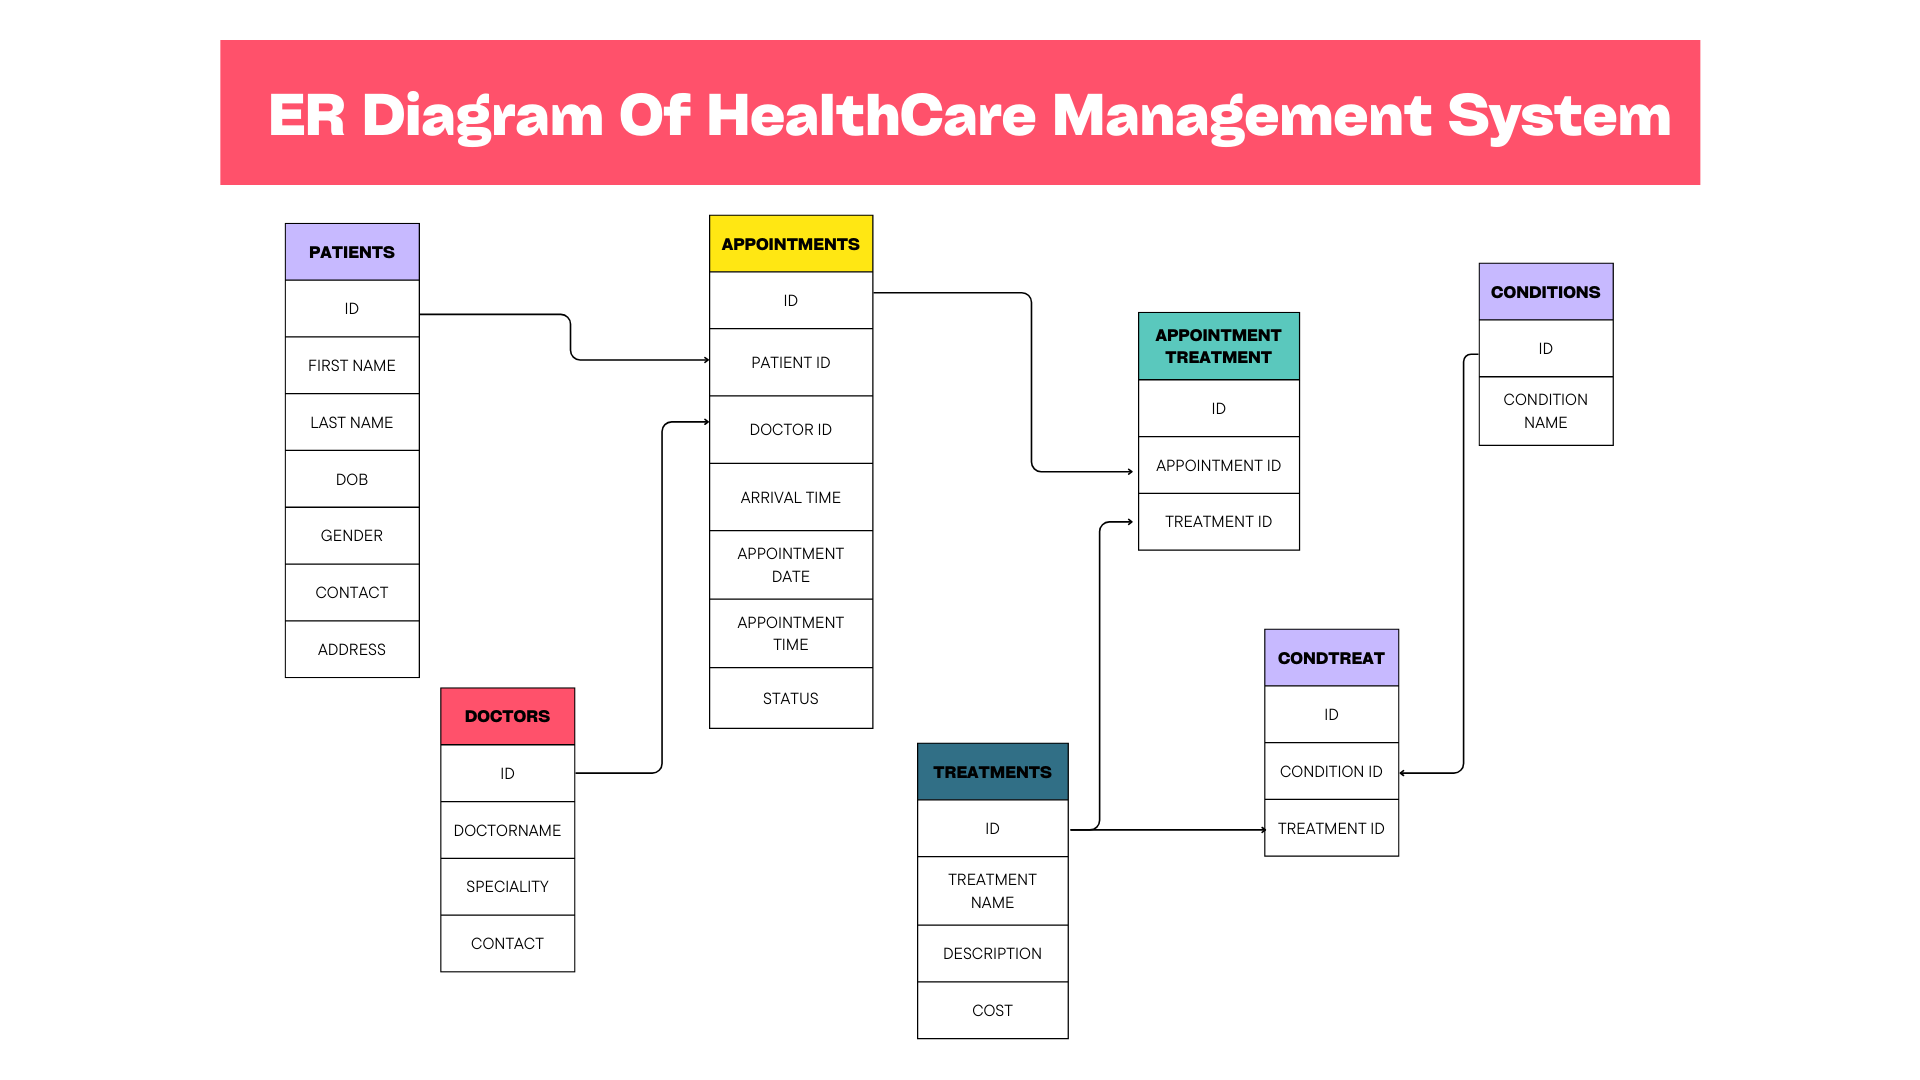 ER Diagram Of HealthCare Management System
PATIENTS
ID
FIRST NAME
LAST NAME
DOB
GENDER
CONTACT
ADDRESS
DOCTORS
ID
DOCTORNAME
SPECIALITY
CONTACT
APPOINTMENTS
ID
PATIENT ID
DOCTOR ID
ARRIVAL TIME
APPOINTMENT
DATE
APPOINTMENT
TIME
STATUS
TREATMENTS
ID
TREATMENT
NAME
DESCRIPTION
COST
APPOINTMENT
TREATMENT
ID
APPOINTMENT ID
TREATMENT ID
CONDTREAT
ID
CONDITION ID
TREATMENT ID
CONDITIONS
ID
CONDITION
NAME